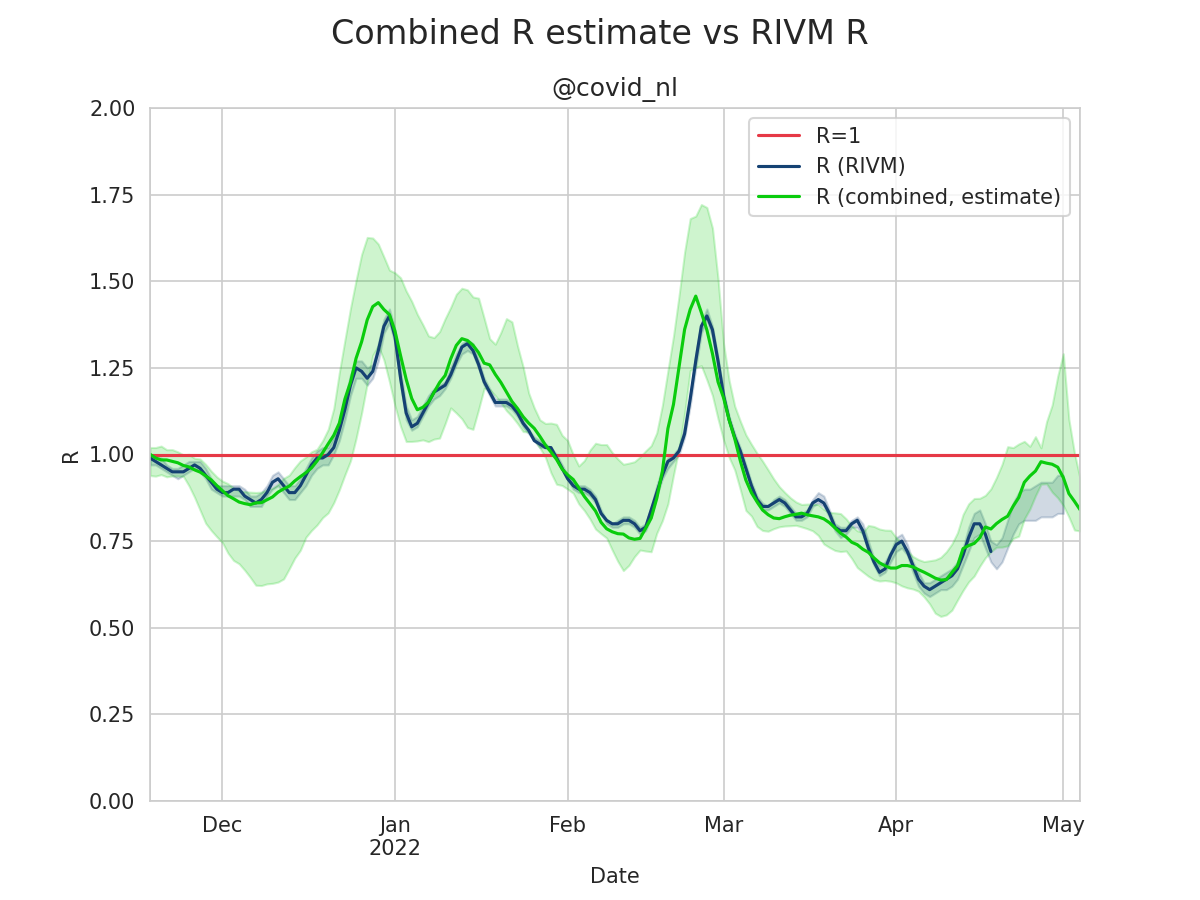 Combined R estimate vs RIVM R
@covid_nl
2.00
1.75
1.50
1.25
1.00
0.75
0.50
0.25
0.00
R
R=1
R (RIVM)
R (combined, estimate)
Dec
Jan
2022
Feb
Mar
Apr
May
Date